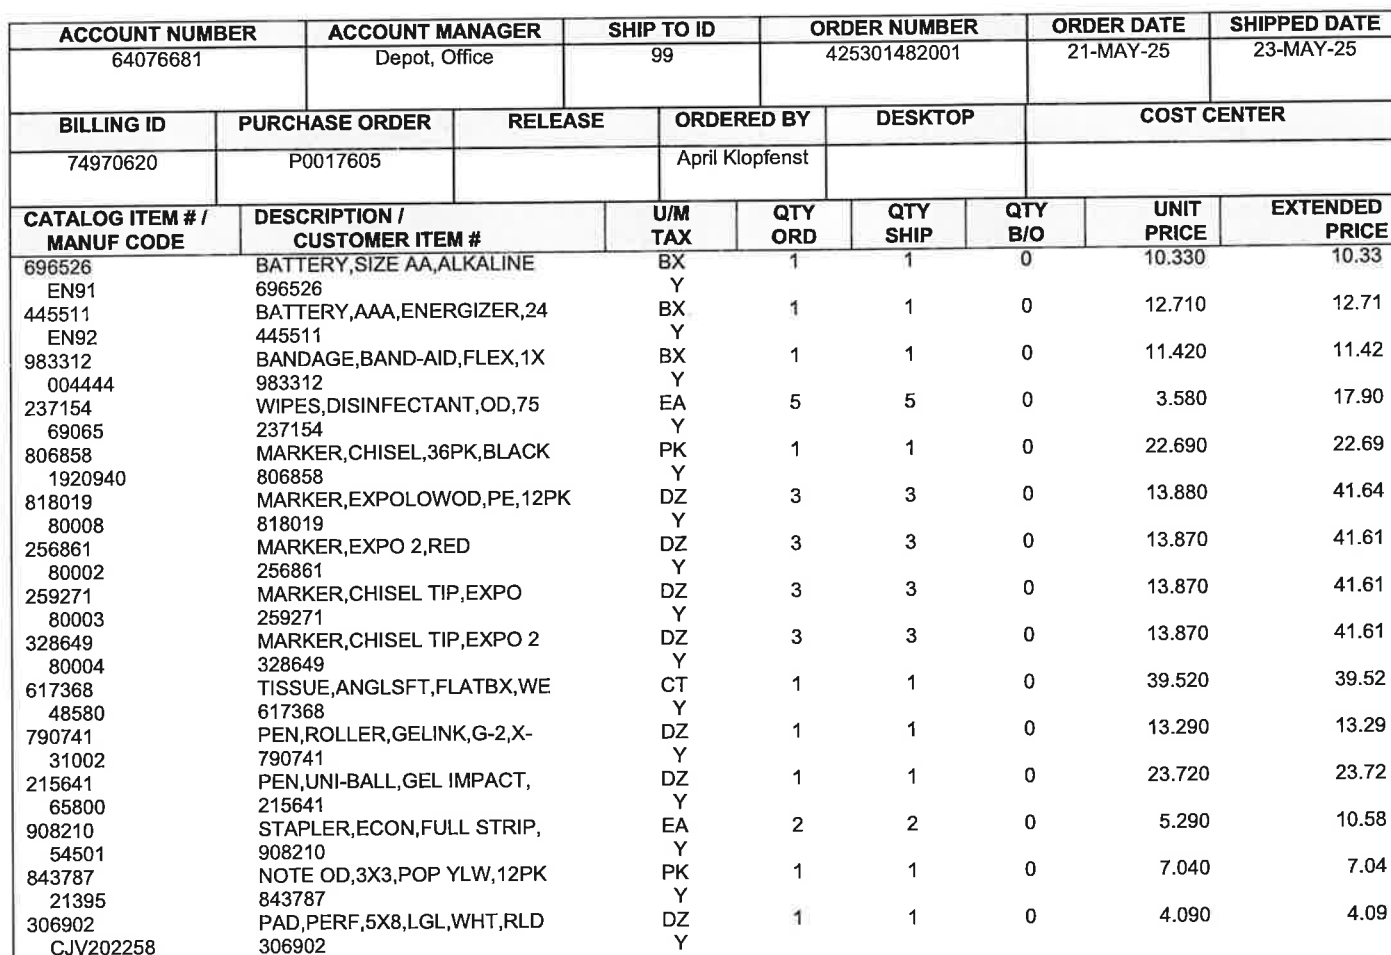 ACCOUNT NUMBER ACCOUNT MANAGER SHIP TO ID ORDER NUMBER ORDER DATE SHIPPED DATE
64076681 Depot, Office 99 425301482001 21-MAY-25 23-MAY-25
BILLING ID PURCHASE ORDER RELEASE ORDERED BY DESKTOP COST CENTER
74970620 P0017605 April Klopfenst
CATALOG ITEM # / DESCRIPTION / U/M QTY QTY QTY UNIT EXTENDED
MANUF CODE CUSTOMER ITEM # TAX ORD SHIP B/O PRICE PRICE
696526 BATTERY,SIZE AA,ALKALINE BX 1 1 0 10.330 10.33
EN91 696526 Y
445511 BATTERY,AAA,ENERGIZER,24 BX 1 1 0 12.710 12.71
EN92 445511 Y
983312 BANDAGE,BAND-AID,FLEX,1X BX 1 1 0 11.420 11.42
004444 983312 Y
237154 WIPES,DISINFECTANT,OD,75 EA 5 5 0 3.580 17.90
69065 237154 Y
806858 MARKER,CHISEL,36PK,BLACK PK 1 1 0 22.690 22.69
1920940 806858 Y
818019 MARKER,EXPOLOWOD,PE,12PK DZ 3 3 0 13.880 41.64
80008 818019 Y
256861 MARKER,EXPO 2,RED DZ 3 3 0 13.870 41.61
80002 256861 Y
259271 MARKER,CHISEL TIP,EXPO DZ 3 3 0 13.870 41.61
80003 259271 Y
328649 MARKER,CHISEL TIP,EXPO 2 DZ 3 3 0 13.870 41.61
80004 328649 Y
617368 TISSUE,ANGLSFT,FLATBX,WE CT 1 1 0 39.520 39.52
48580 617368 Y
790741 PEN,ROLLER,GELINK,G-2,X- DZ 1 1 0 13.290 13.29
31002 790741 Y
215641 PEN,UNI-BALL,GEL IMPACT, DZ 1 1 0 23.720 23.72
65800 215641 Y
908210 STAPLER,ECON,FULL STRIP, EA 2 2 0 5.290 10.58
54501 908210 Y
843787 NOTE OD,3X3,POP YLW,12PK PK 1 1 0 7.040 7.04
21395 843787 Y
306902 PAD,PERF,5X8,LGL,WHT,RLD DZ 1 1 0 4.090 4.09
CJV202258 306902 Y